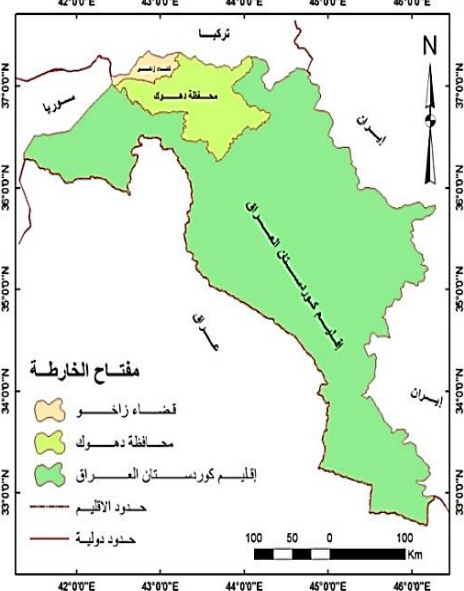 42°0'0"E 43°0'0"E 44°0'0"E 45°0'0"E 46°0'0"E
تركيا
N
قضاء زاخو
محافظة دهوك
سوريا
إيران
إقليم كوردستان العراق
عراق
إيران
37°0'0"N
36°0'0"N
35°0'0"N
34°0'0"N
33°0'0"N
37°0'0"N
36°0'0"N
35°0'0"N
34°0'0"N
33°0'0"N
مفتاح الخارطة
قضاء زاخو
محافظة دهوك
إقليم كوردستان العراق
حدود الاقليم
حدود دولية
100 50 0 100
Km
42°0'0"E 43°0'0"E 44°0'0"E 45°0'0"E 46°0'0"E